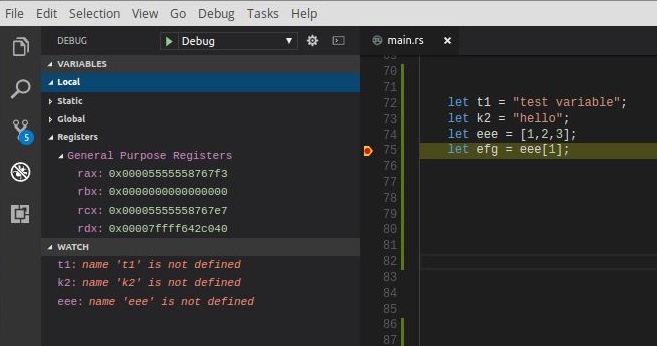 File Edit Selection View Go Debug Tasks Help
DEBUG Debug main.rs
VARIABLES
Local
Static
Global
Registers
General Purpose Registers
rax: 0x00005555558767f3
rbx: 0x0000000000000000
rcx: 0x00005555558767e7
rdx: 0x00007ffff642c040
WATCH
t1: name 't1' is not defined
k2: name 'k2' is not defined
eee: name 'eee' is not defined
5
69
70
71
72 let t1 = "test variable";
73 let k2 = "hello";
74 let eee = [1,2,3];
75 let efg = eee[1];
76
77
78
79
80
81
82
83
84
85
86
87